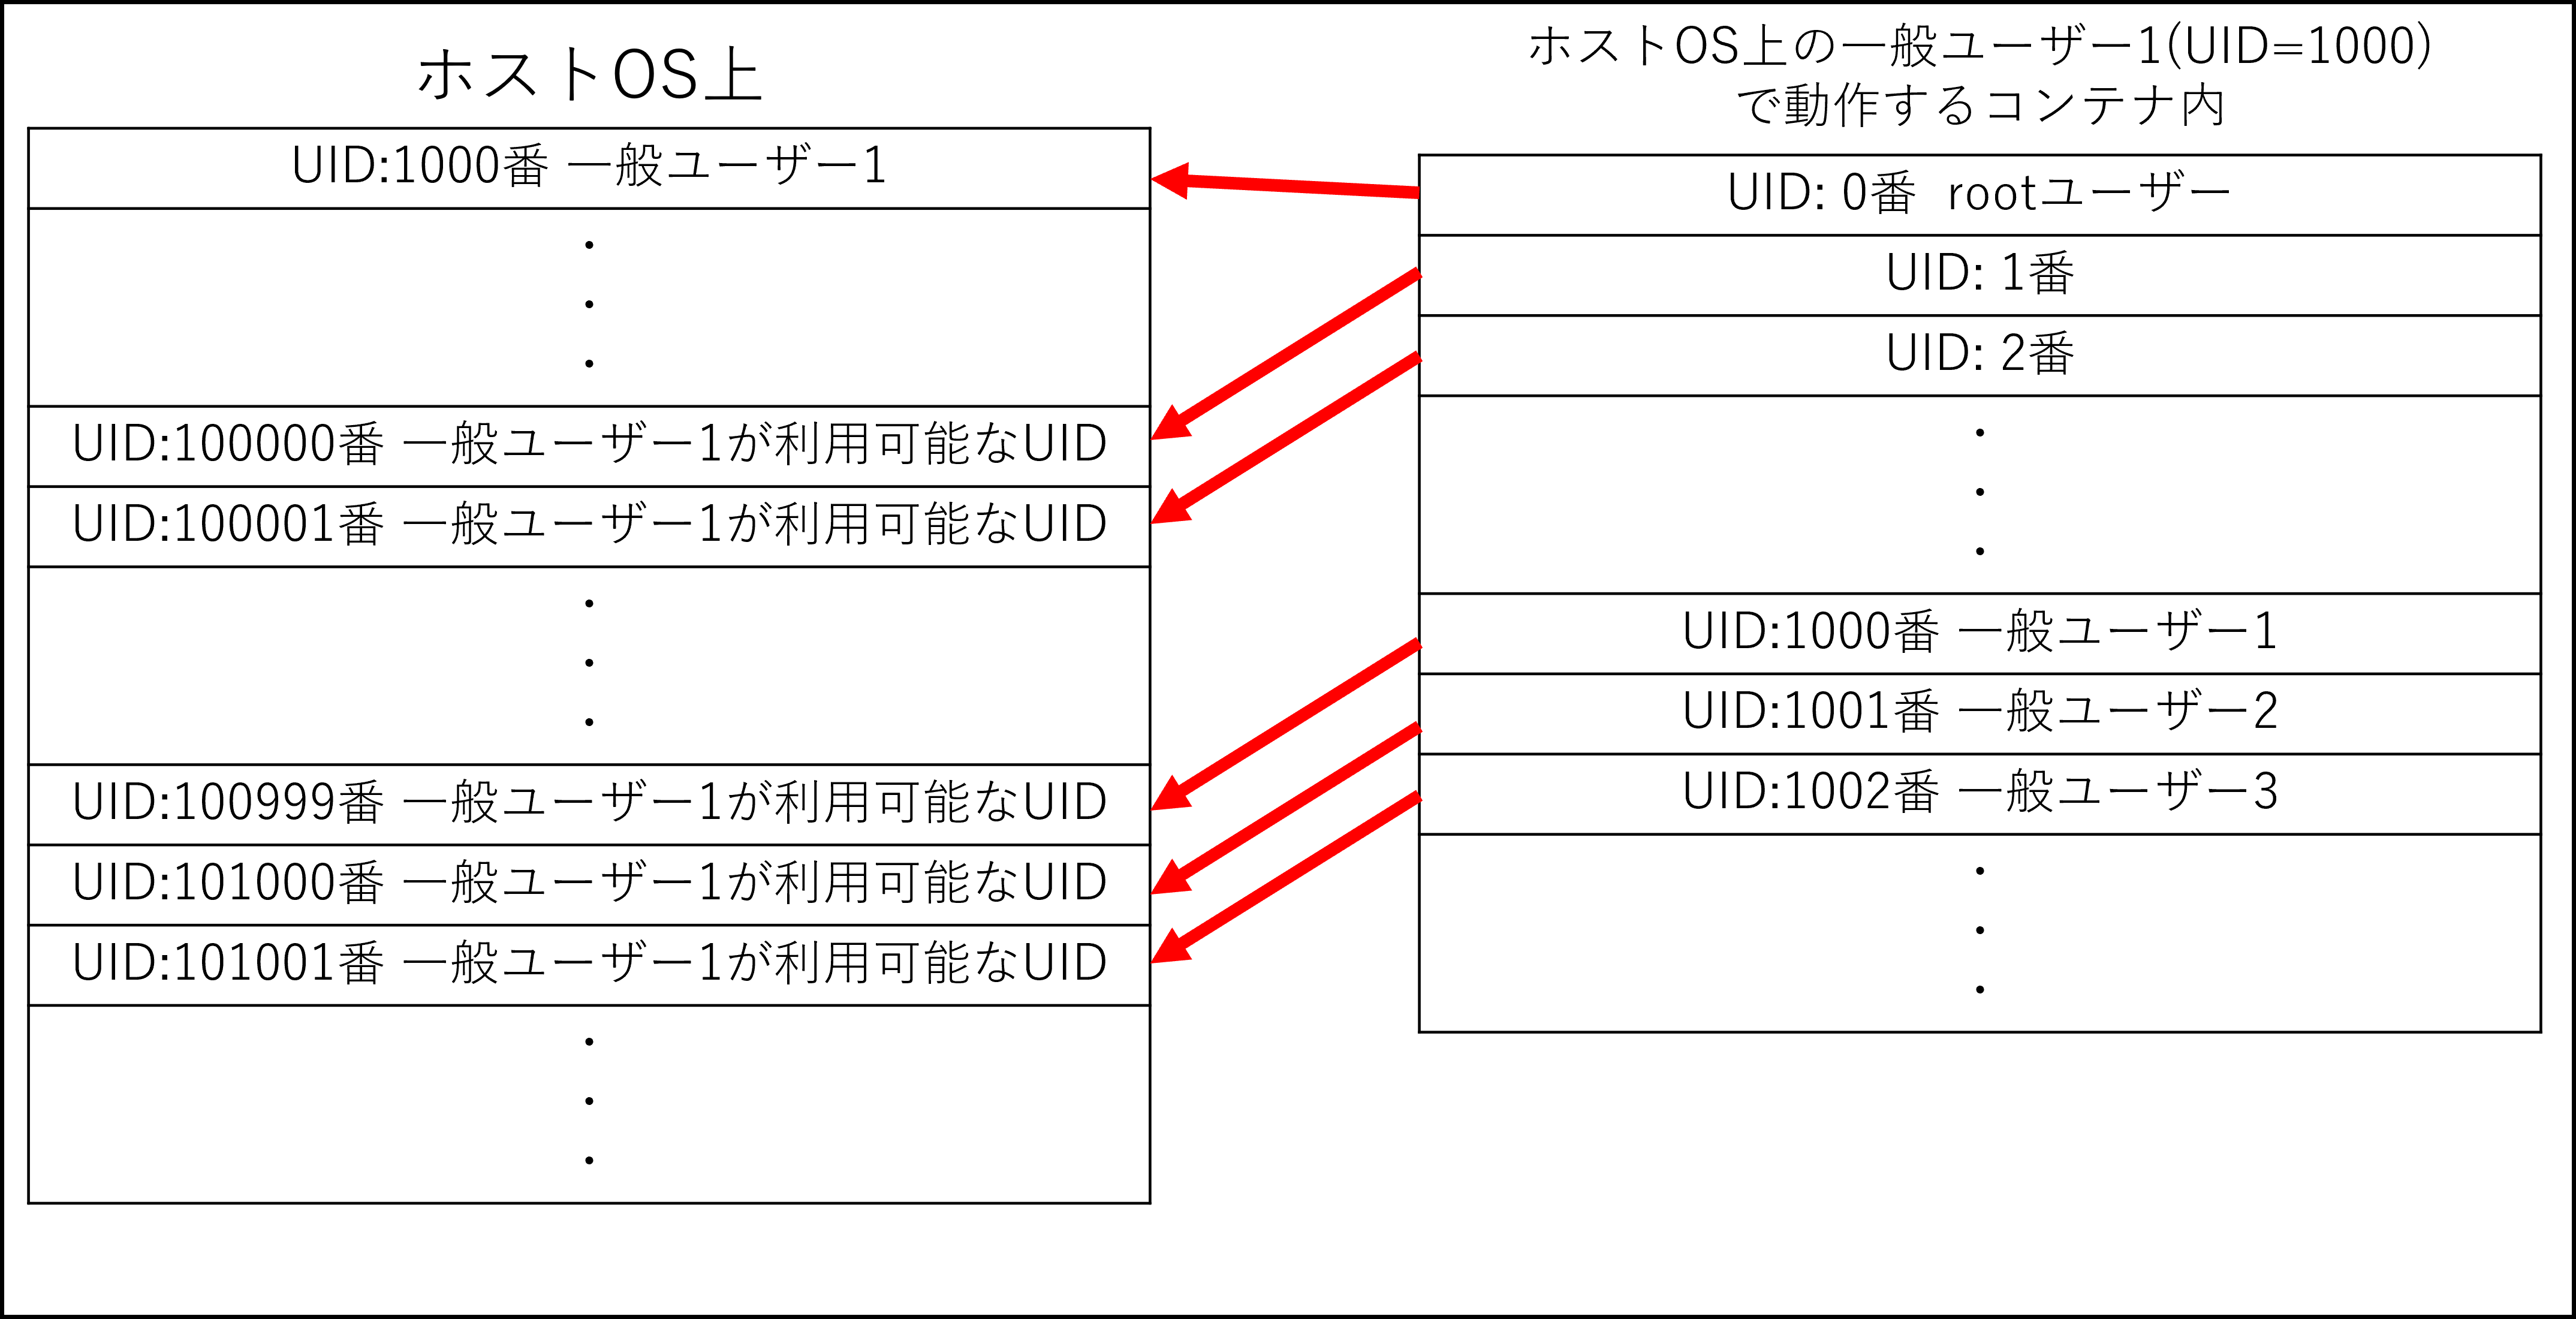 ホストOS上
UID:1000番 一般ユーザー1
・
・
・
UID:100000番 一般ユーザー1が利用可能なUID
UID:100001番 一般ユーザー1が利用可能なUID
・
・
・
UID:100999番 一般ユーザー1が利用可能なUID
UID:101000番 一般ユーザー1が利用可能なUID
UID:101001番 一般ユーザー1が利用可能なUID
・
・
・
ホストOS上の一般ユーザー1(UID=1000)
で動作するコンテナ内
UID: 0番 rootユーザー
UID: 1番
UID: 2番
・
・
・
UID:1000番 一般ユーザー1
UID:1001番 一般ユーザー2
UID:1002番 一般ユーザー3
・
・
・